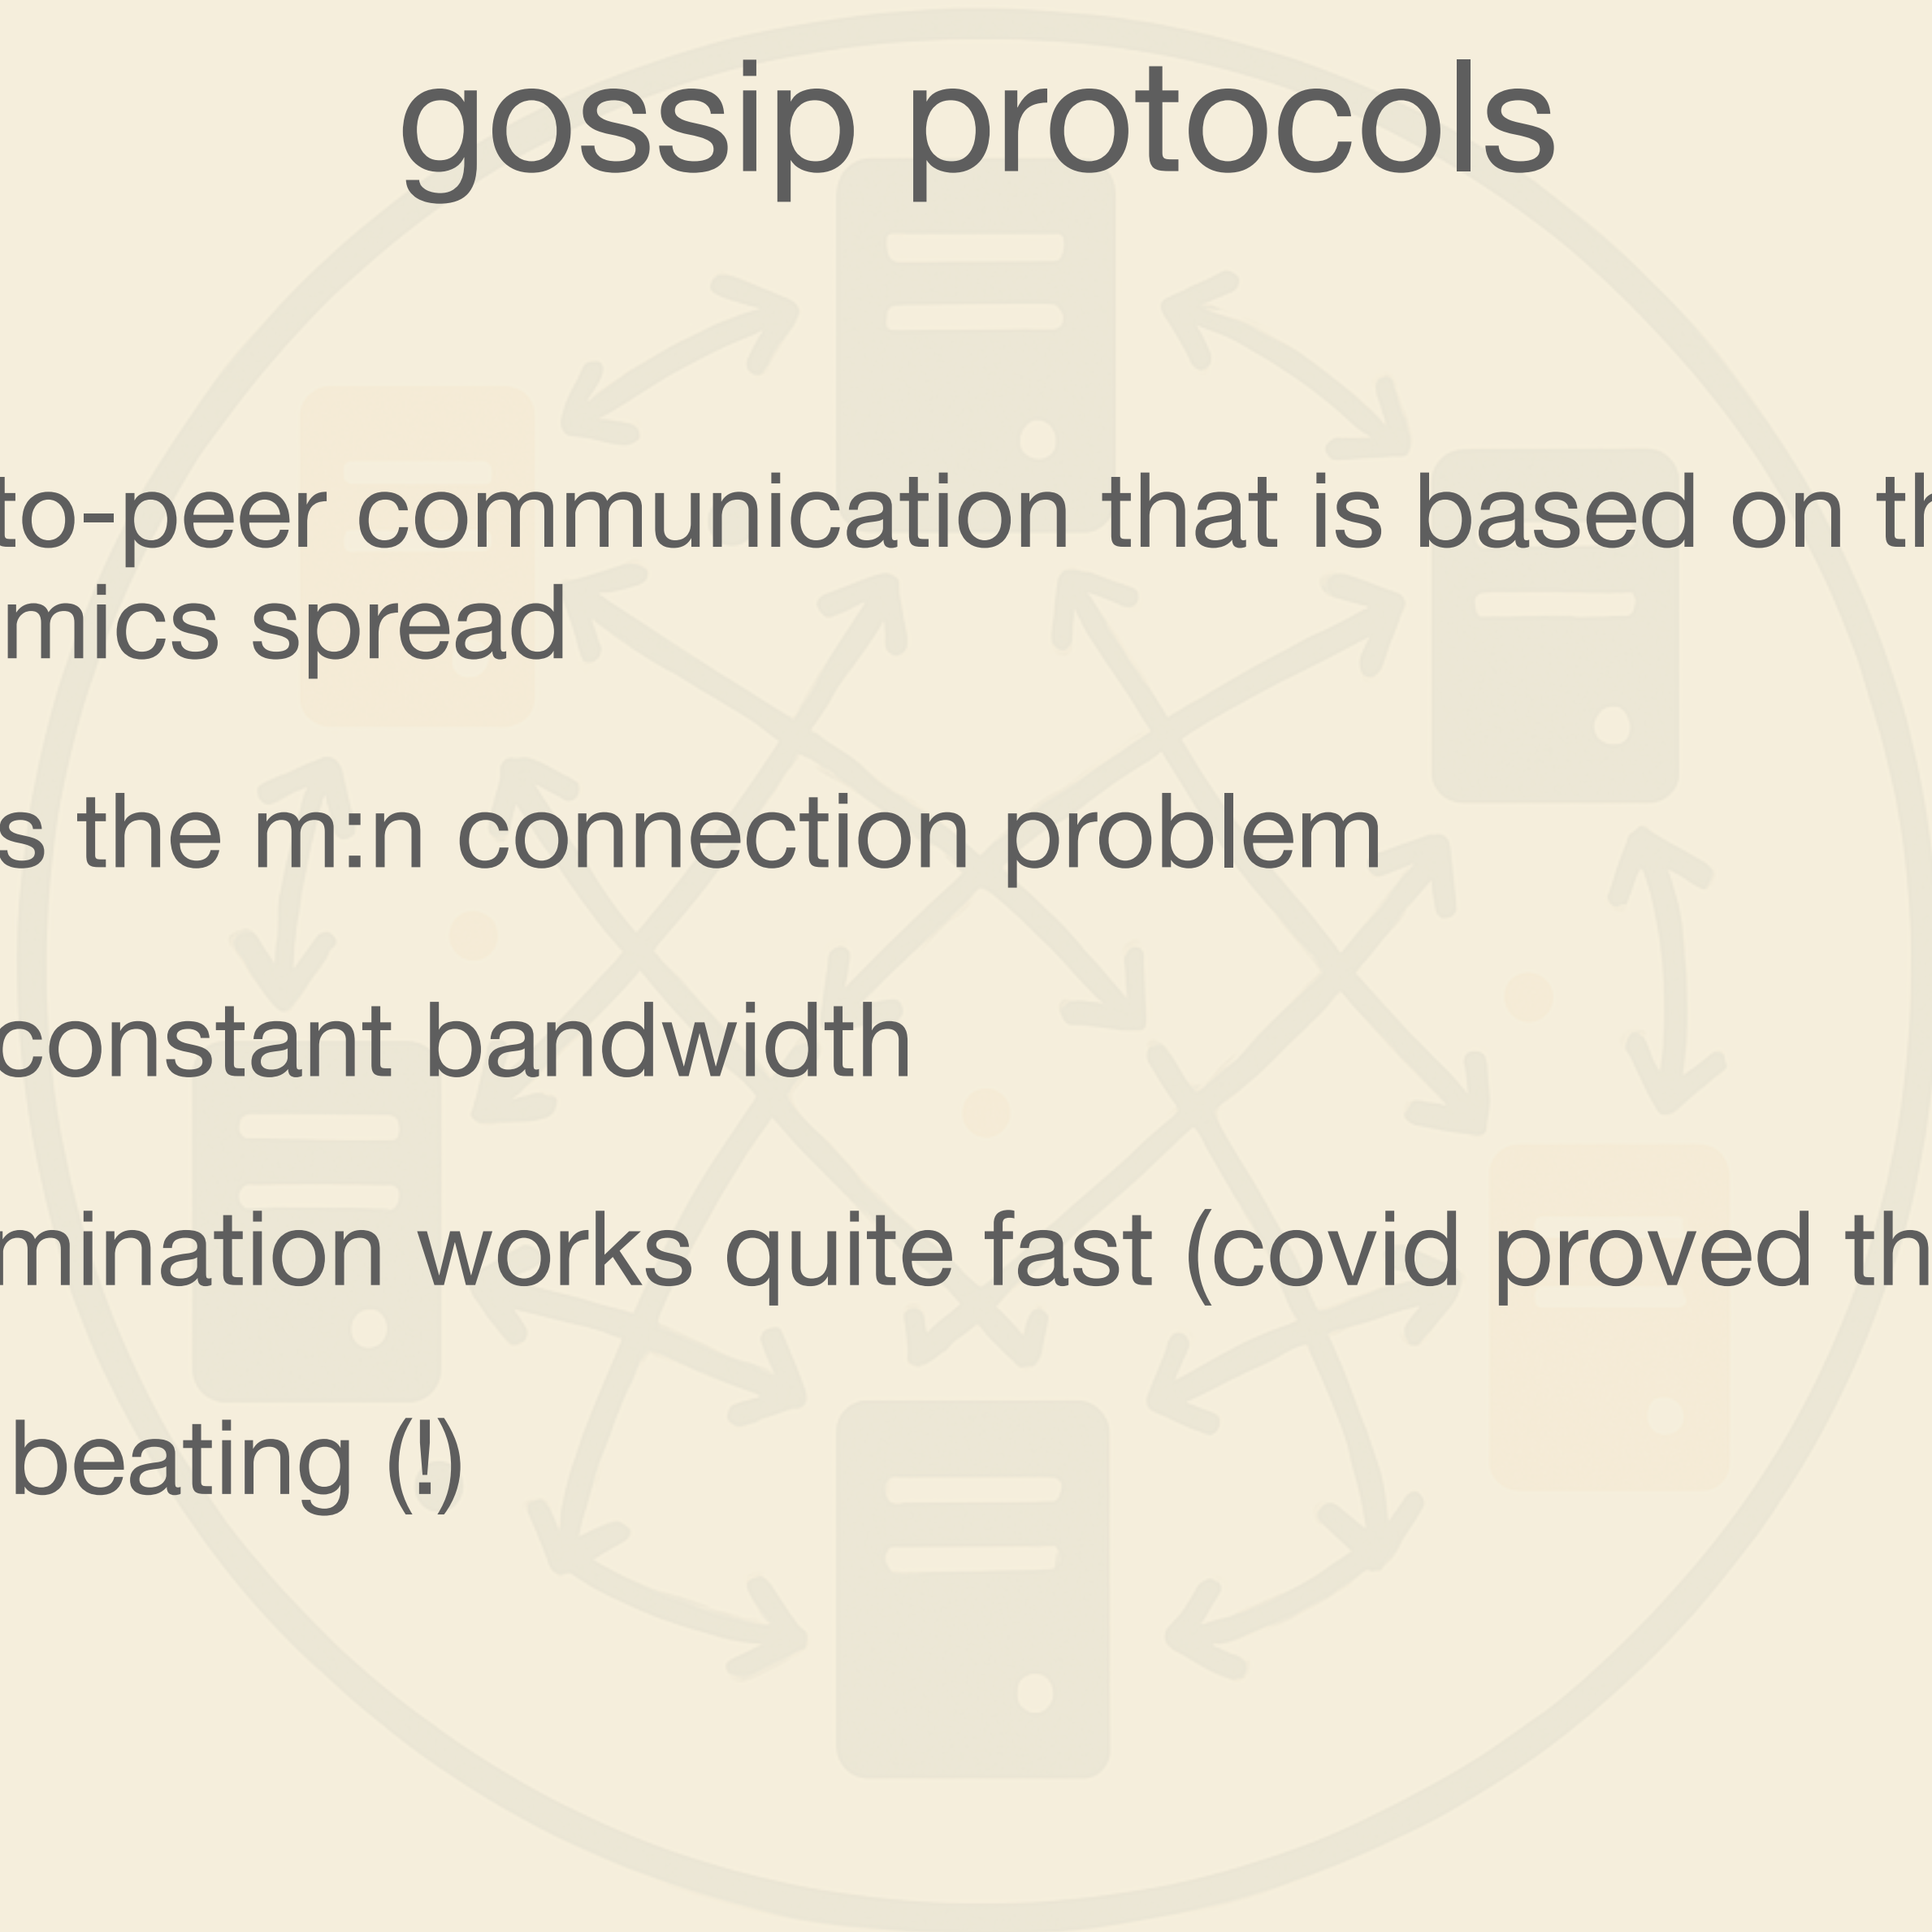 gossip protocols
to-peer communication that is based on th
mics spread
s the m:n connection problem
constant bandwidth
mination works quite fast (covid proved th
beating (!)